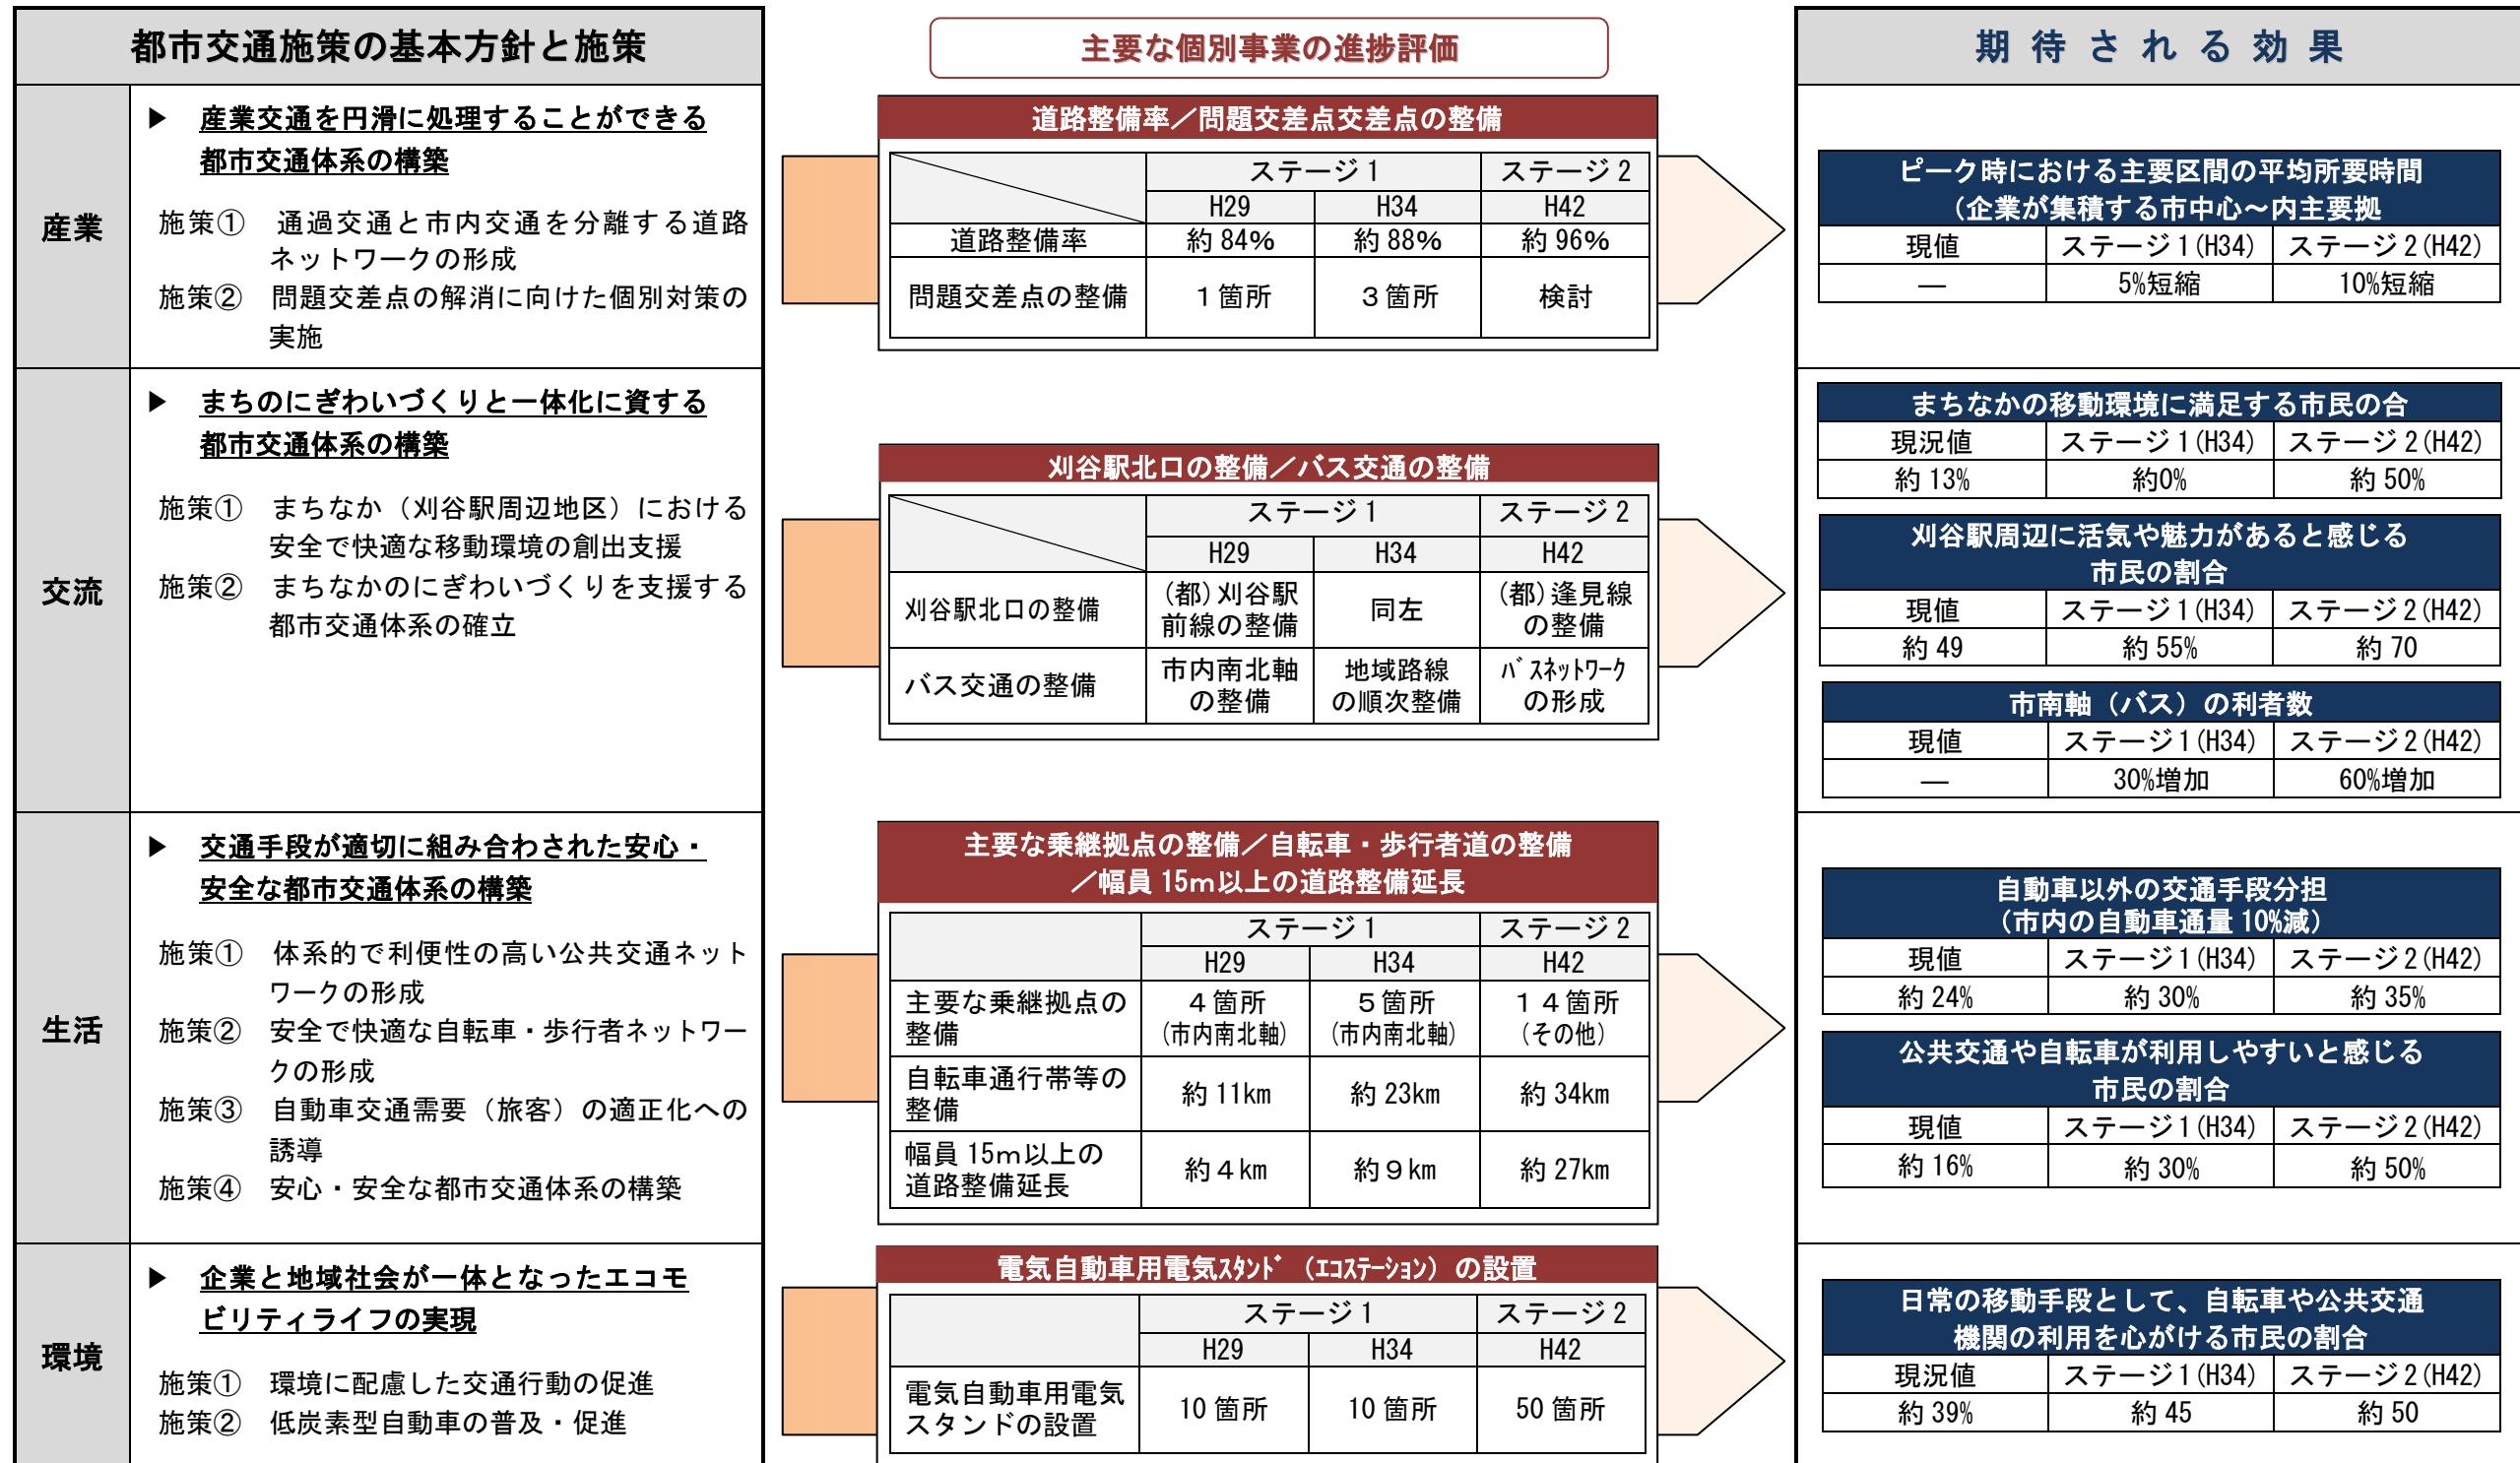 都市交通施策の基本方針と施策
主要な個別事業の進捗評価
期待される効果
産業
▶ 産業交通を円滑に処理することができる
都市交通体系の構築
施策① 通過交通と市内交通を分離する道路
ネットワークの形成
施策② 問題交差点の解消に向けた個別対策の
実施
道路整備率／問題交差点交差点の整備
ステージ1 ステージ2
H29 H34 H42
道路整備率 約84% 約88% 約96%
問題交差点の整備 1箇所 3箇所 検討
ピーク時における主要区間の平均所要時間
（企業が集積する市中心～内主要拠
現値 ステージ1(H34) ステージ2(H42)
― 5%短縮 10%短縮
交流
▶ まちのにぎわいづくりと一体化に資する
都市交通体系の構築
施策① まちなか（刈谷駅周辺地区）における
安全で快適な移動環境の創出支援
施策② まちなかのにぎわいづくりを支援する
都市交通体系の確立
刈谷駅北口の整備／バス交通の整備
ステージ1 ステージ2
H29 H34 H42
刈谷駅北口の整備 (都)刈谷駅 同左 (都)逢見線
前線の整備 の整備
バス交通の整備 市内南北軸 地域路線 ﾊﾞｽﾈｯﾄﾜｰｸ
の整備 の順次整備 の形成
まちなかの移動環境に満足する市民の合
現況値 ステージ1(H34) ステージ2(H42)
約13% 約0% 約50%
刈谷駅周辺に活気や魅力があると感じる
市民の割合
現値 ステージ1(H34) ステージ2(H42)
約49 約55% 約70
市南軸（バス）の利者数
現値 ステージ1(H34) ステージ2(H42)
― 30%増加 60%増加
生活
▶ 交通手段が適切に組み合わされた安心・
安全な都市交通体系の構築
施策① 体系的で利便性の高い公共交通ネット
ワークの形成
施策② 安全で快適な自転車・歩行者ネットワー
クの形成
施策③ 自動車交通需要（旅客）の適正化への
誘導
施策④ 安心・安全な都市交通体系の構築
主要な乗継拠点の整備／自転車・歩行者道の整備
／幅員15ｍ以上の道路整備延長
ステージ1 ステージ2
H29 H34 H42
主要な乗継拠点の 4箇所 5箇所 14箇所
整備 (市内南北軸) (市内南北軸) (その他)
自転車通行帯等の
整備 約11km 約23km 約34km
幅員15ｍ以上の
道路整備延長 約4km 約9km 約27km
自動車以外の交通手段分担
（市内の自動車通量10%減）
現値 ステージ1(H34) ステージ2(H42)
約24% 約30% 約35%
公共交通や自転車が利用しやすいと感じる
市民の割合
現値 ステージ1(H34) ステージ2(H42)
約16% 約30% 約50%
環境
▶ 企業と地域社会が一体となったエコモ
ビリティライフの実現
施策① 環境に配慮した交通行動の促進
施策② 低炭素型自動車の普及・促進
電気自動車用電気ｽﾀﾝﾄﾞ（ｴｺｽﾃｰｼｮﾝ）の設置
ステージ1 ステージ2
H29 H34 H42
電気自動車用電気
スタンドの設置 10箇所 10箇所 50箇所
日常の移動手段として、自転車や公共交通
機関の利用を心がける市民の割合
現況値 ステージ1(H34) ステージ2(H42)
約39% 約45 約50